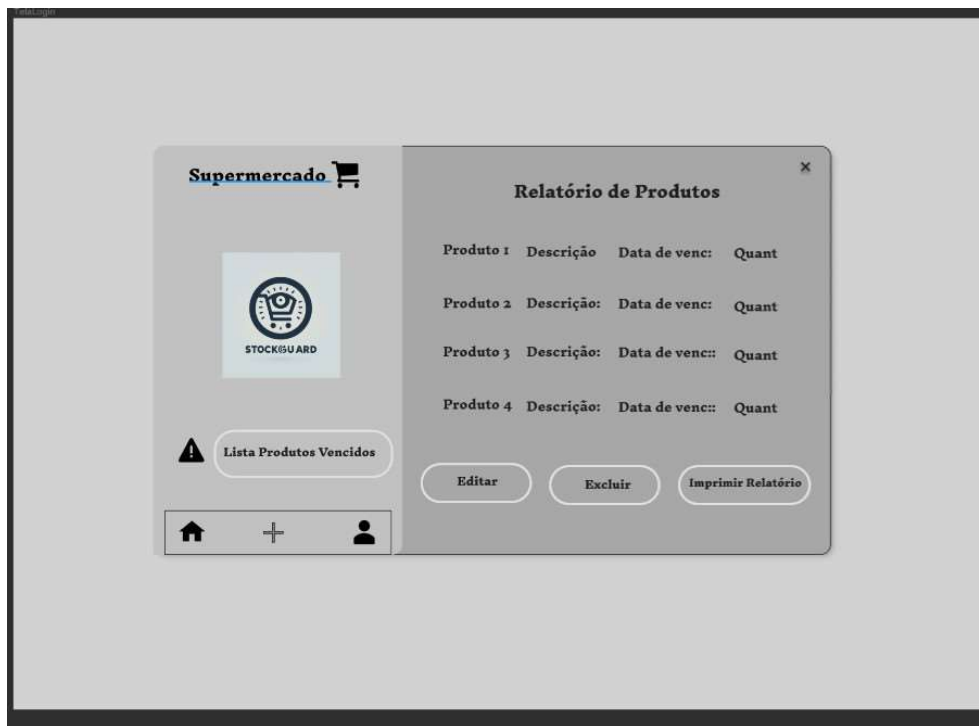 TelaLogin
Supermercado
STOCKGUARD
Lista Produtos Vencidos
×
Relatório de Produtos
Produto 1 Descrição Data de venc: Quant
Produto 2 Descrição: Data de venc: Quant
Produto 3 Descrição: Data de venc:: Quant
Produto 4 Descrição: Data de venc:: Quant
Editar Excluir Imprimir Relatório